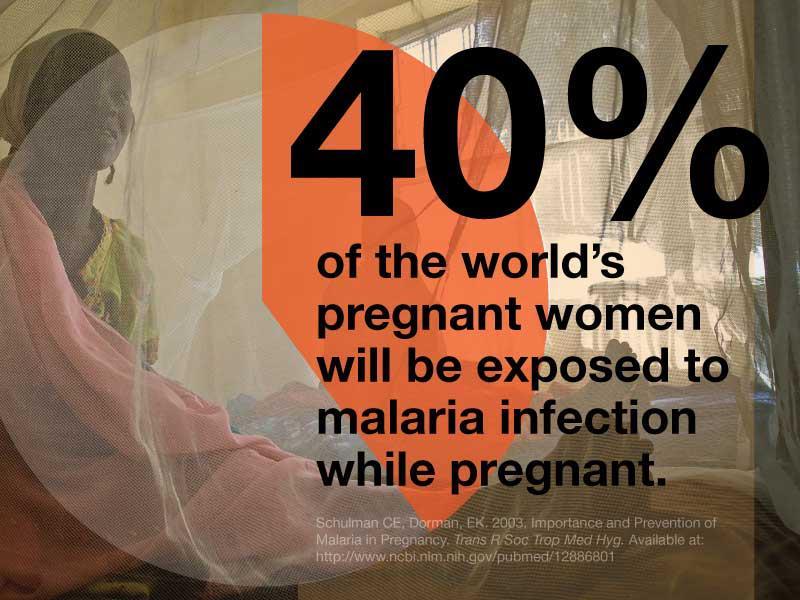 40%
of the world's
pregnant women
will be exposed to
malaria infection
while pregnant.
Schulman CE, Dorman, EK. 2003, Importance and Prevention of
Malaria in Pregnancy. Trans R Soc Trop Med Hyg. Available at:
http://www.ncbi.nlm.nih.gov/pubmed/12886801